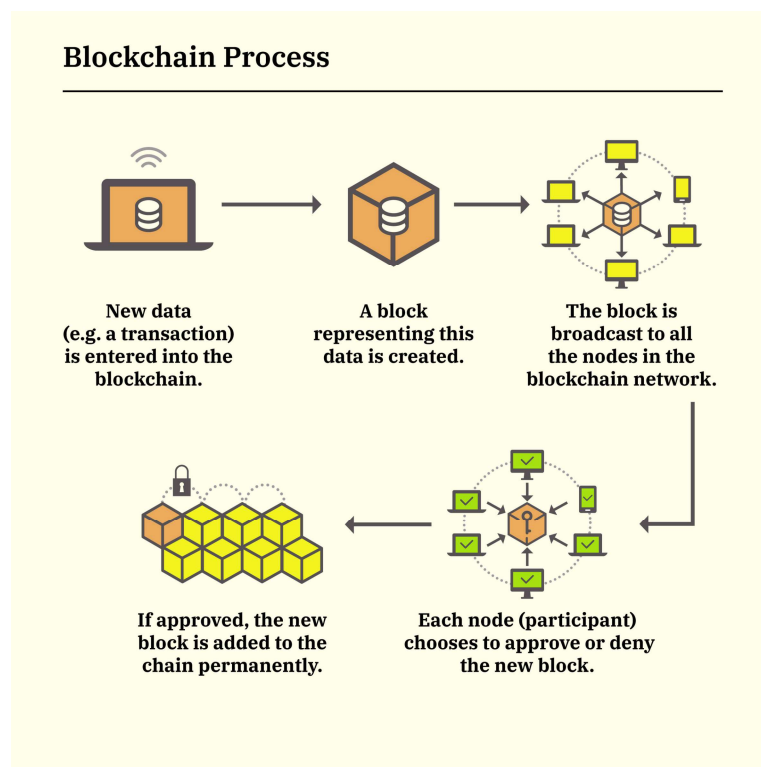 Blockchain Process
New data
(e.g. a transaction)
is entered into the
blockchain.
A block
representing this
data is created.
The block is
broadcast to all
the nodes in the
blockchain network.
Each node (participant)
chooses to approve or deny
the new block.
If approved, the new
block is added to the
chain permanently.